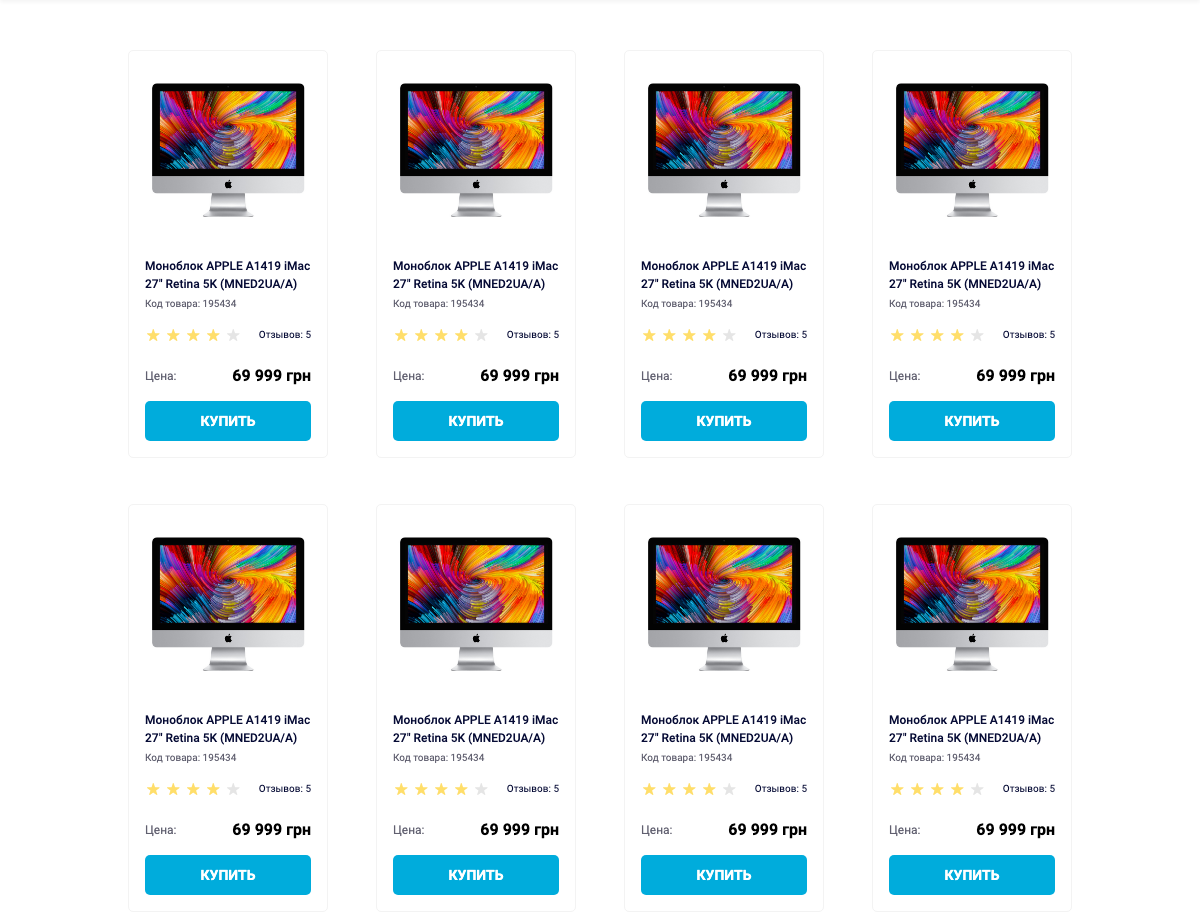 Моноблок APPLE A1419 iMac
27" Retina 5K (MNED2UA/A)
Код товара: 195434
Отзывов: 5
Цена: 69 999 грн
КУПИТЬ
Моноблок APPLE A1419 iMac
27" Retina 5K (MNED2UA/A)
Код товара: 195434
Отзывов: 5
Цена: 69 999 грн
КУПИТЬ
Моноблок APPLE A1419 iMac
27" Retina 5K (MNED2UA/A)
Код товара: 195434
Отзывов: 5
Цена: 69 999 грн
КУПИТЬ
Моноблок APPLE A1419 iMac
27" Retina 5K (MNED2UA/A)
Код товара: 195434
Отзывов: 5
Цена: 69 999 грн
КУПИТЬ
Моноблок APPLE A1419 iMac
27" Retina 5K (MNED2UA/A)
Код товара: 195434
Отзывов: 5
Цена: 69 999 грн
КУПИТЬ
Моноблок APPLE A1419 iMac
27" Retina 5K (MNED2UA/A)
Код товара: 195434
Отзывов: 5
Цена: 69 999 грн
КУПИТЬ
Моноблок APPLE A1419 iMac
27" Retina 5K (MNED2UA/A)
Код товара: 195434
Отзывов: 5
Цена: 69 999 грн
КУПИТЬ
Моноблок APPLE A1419 iMac
27" Retina 5K (MNED2UA/A)
Код товара: 195434
Отзывов: 5
Цена: 69 999 грн
КУПИТЬ